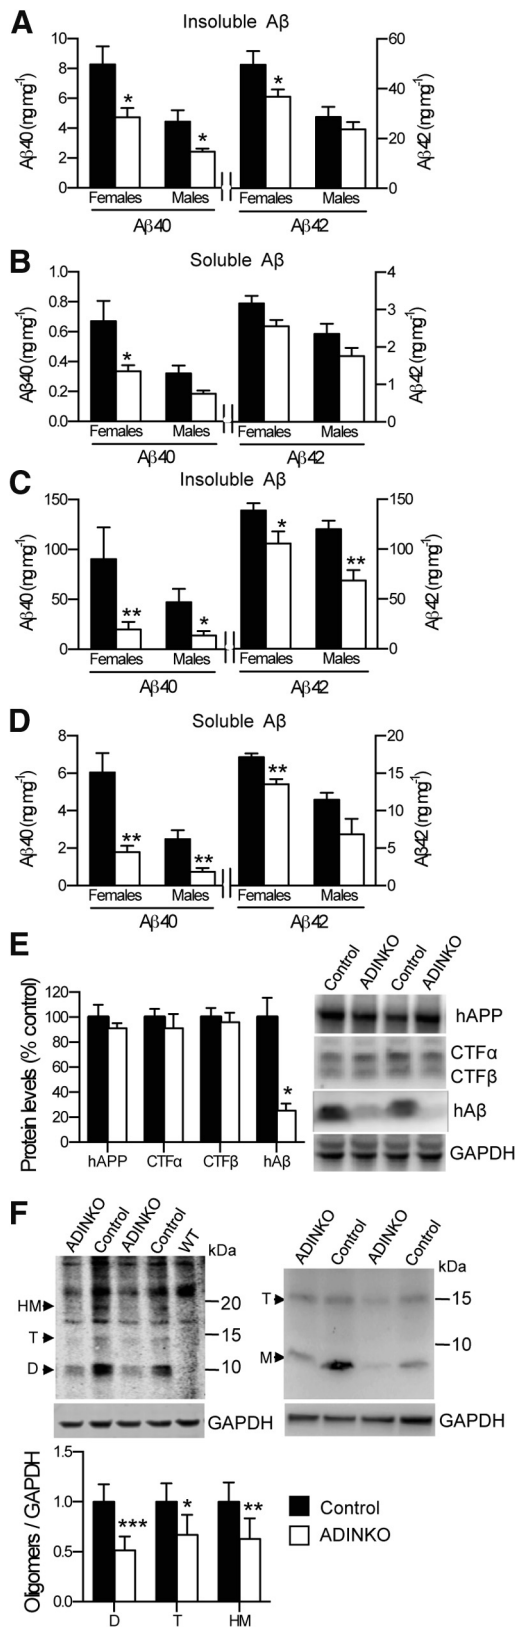 A
Insoluble Aβ
Aβ40 (ng mg-1)
10
8
6
4
2
0
*
*
*
60
40
20
0
Aβ42 (ng mg-1)
Females Males Females Males
Aβ40 Aβ42
B
Soluble Aβ
Aβ40 (ng mg-1)
1.0
0.8
0.6
0.4
0.2
0.0
*
4
3
2
1
0
Aβ42 (ng mg-1)
Females Males Females Males
Aβ40 Aβ42
C
Insoluble Aβ
Aβ40 (ng mg-1)
150
100
50
0
**
*
*
**
150
100
50
0
Aβ42 (ng mg-1)
Females Males Females Males
Aβ40 Aβ42
D
Soluble Aβ
Aβ40 (ng mg-1)
8
6
4
2
0
**
**
**
20
15
10
5
0
Aβ42 (ng mg-1)
Females Males Females Males
Aβ40 Aβ42
E
Protein levels (% control)
120
100
80
60
40
20
0
*
hAPP CTFα CTFβ hAβ
Control ADINKO Control ADINKO
hAPP
CTFα
CTFβ
hAβ
GAPDH
F
ADINKO Control ADINKO Control WT
kDa
HM
T
D
20
15
10
GAPDH
ADINKO Control ADINKO Control
kDa
T
M
15
10
GAPDH
Oligomers / GAPDH
1.5
1.0
0.5
0.0
***
*
**
D T HM
Control
ADINKO